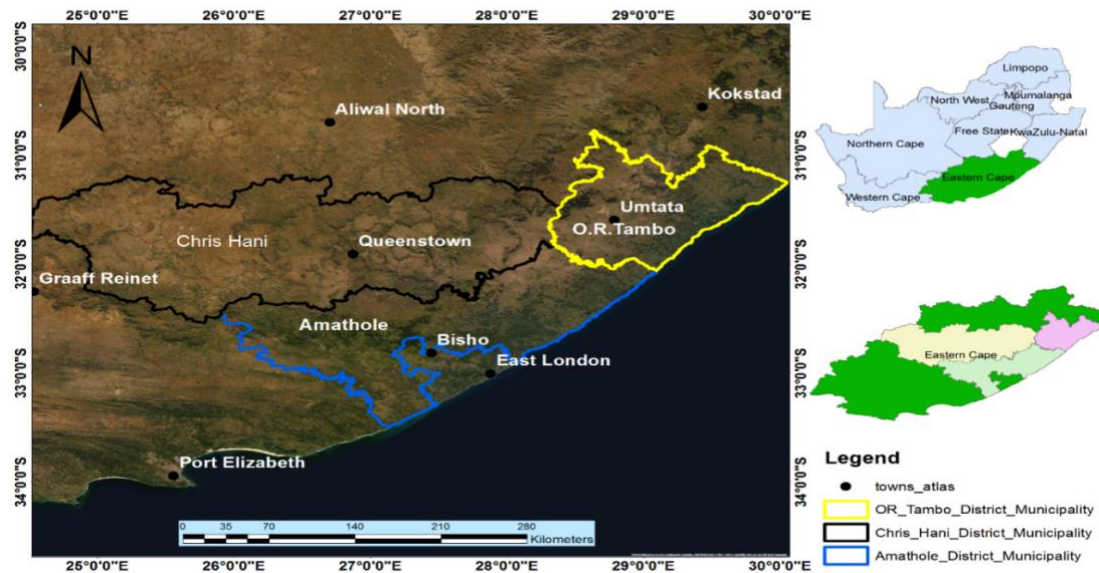 25°0'0"E 26°0'0"E 27°0'0"E 28°0'0"E 29°0'0"E 30°0'0"E
30°0'0"S 30°0'0"S
N
Kokstad
Aliwal North
31°0'0"S 31°0'0"S
Umtata
O.R.Tambo
Chris Hani
Queenstown
32°0'0"S 32°0'0"S
Graaff Reinet
Amathole
Bisho
East London
33°0'0"S 33°0'0"S
Port Elizabeth
34°0'0"S 34°0'0"S
0 35 70 140 210 280
Kilometers
25°0'0"E 26°0'0"E 27°0'0"E 28°0'0"E 29°0'0"E 30°0'0"E
Limpopo
North West
Mpumalanga
Gauteng
Free State
KwaZulu-Natal
Northern Cape
Eastern Cape
Western Cape
Eastern Cape
Legend
towns_atlas
OR_Tambo_District_Municipality
Chris_Hani_District_Municipality
Amathole_District_Municipality